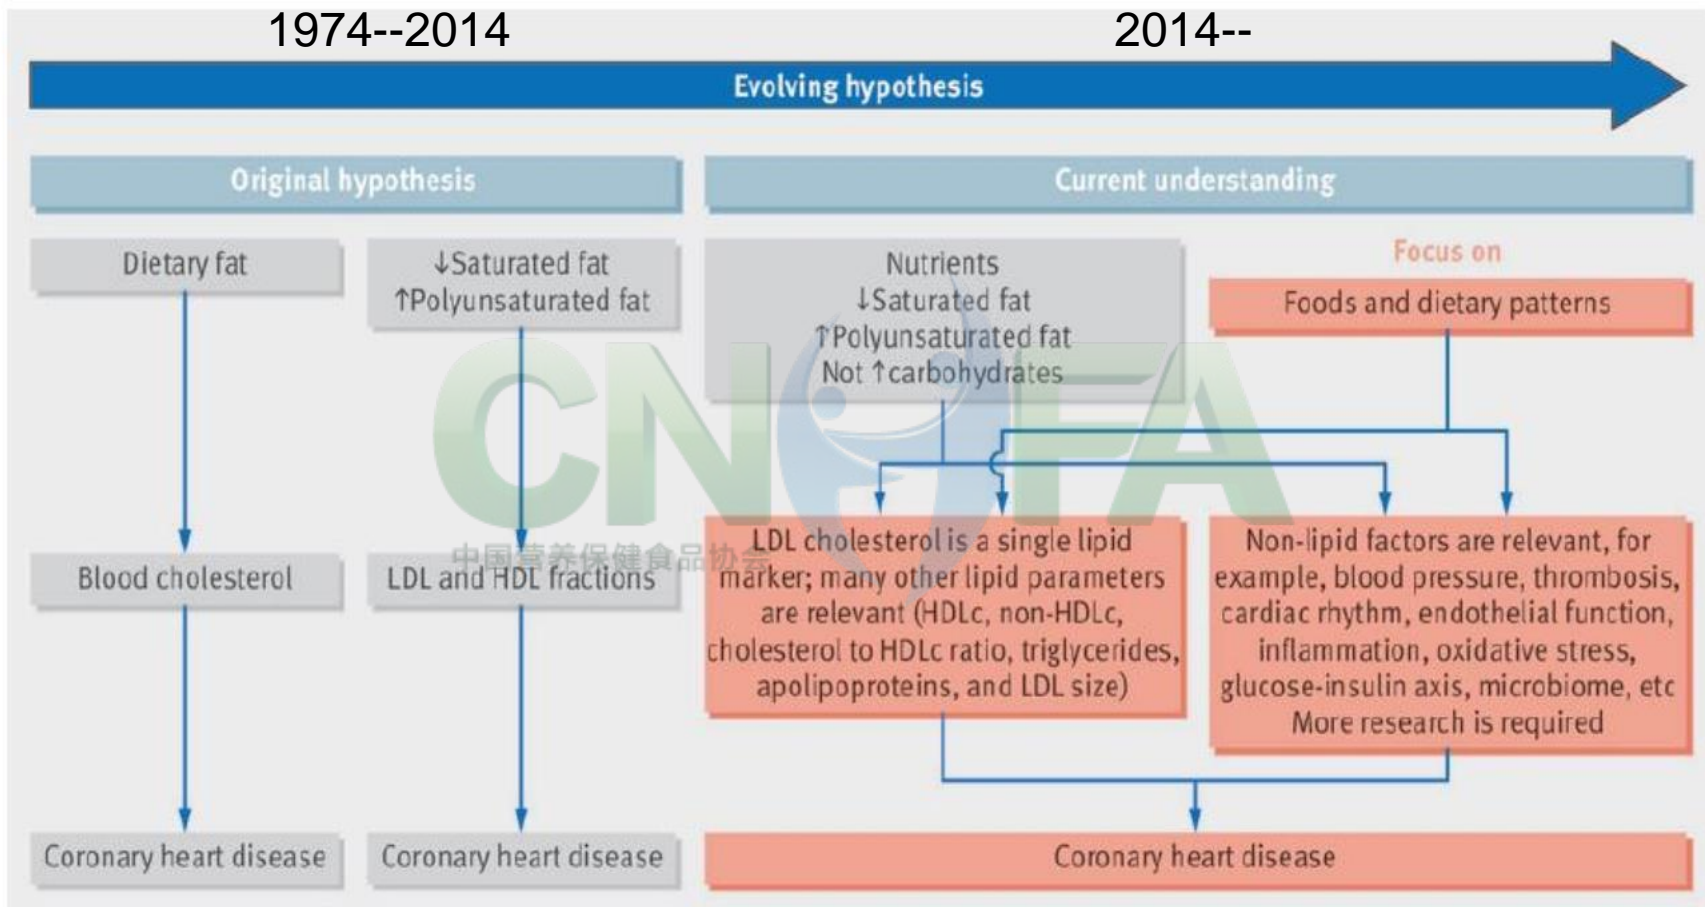 1974--2014
2014--
Evolving hypothesis
Original hypothesis
Current understanding
Dietary fat
↓Saturated fat
↑Polyunsaturated fat
Nutrients
↓Saturated fat
↑Polyunsaturated fat
Not ↑carbohydrates
Focus on
Foods and dietary patterns
Blood cholesterol
LDL and HDL fractions
LDL cholesterol is a single lipid
marker; many other lipid parameters
are relevant (HDLc, non-HDLc,
cholesterol to HDLc ratio, triglycerides,
apolipoproteins, and LDL size)
Non-lipid factors are relevant, for
example, blood pressure, thrombosis,
cardiac rhythm, endothelial function,
inflammation, oxidative stress,
glucose-insulin axis, microbiome, etc
More research is required
Coronary heart disease
Coronary heart disease
Coronary heart disease
CNHFA
中国营养保健食品协会